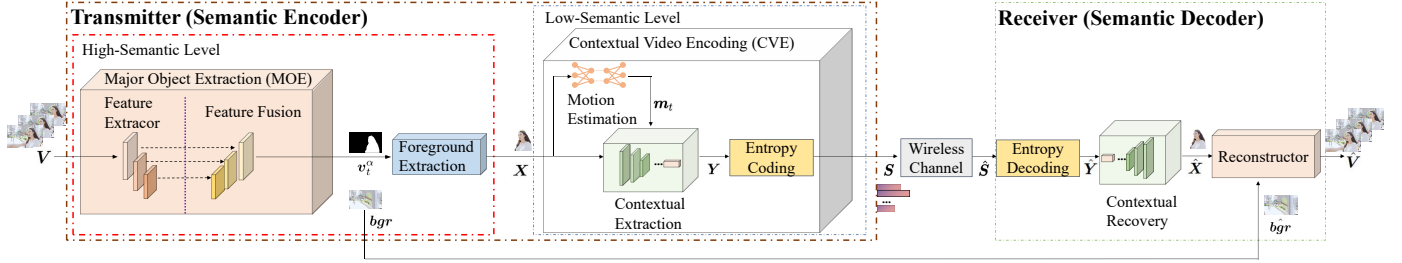 Transmitter (Semantic Encoder)
High-Semantic Level
Major Object Extraction (MOE)
Feature
Extracor
Feature Fusion
V
v_t^α
bgr
Foreground
Extraction
X
Low-Semantic Level
Contextual Video Encoding (CVE)
Motion
Estimation
m_t
Contextual
Extraction
...
Y
Entropy
Coding
S
...
Wireless
Channel
Ŝ
Receiver (Semantic Decoder)
Entropy
Decoding
Ŷ
...
Contextual
Recovery
X̂
Reconstructor
bĝr
V̂